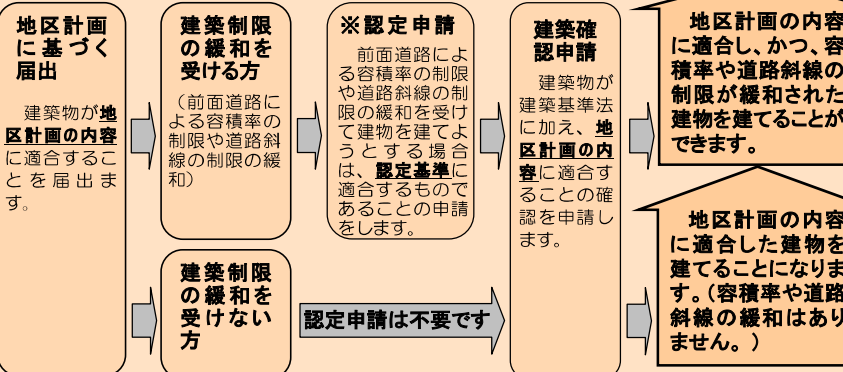 地区計画
に基づく
届出
建築物が地
区計画の内容
に適合するこ
とを届出ま
す。
建築制限
の緩和を
受ける方
（前面道路に
よる容積率の
制限や道路斜
線の制限の緩
和）
※認定申請
前面道路によ
る容積率の制限
や道路斜線の制
限の緩和を受け
て建物を建てよ
うとする場合
は、認定基準に
適合するもので
あることの申請
をします。
建築制限
の緩和を
受けない
方
認定申請は不要です
建築確
認申請
建築物が
建築基準法
に加え、地
区計画の内
容に適合す
ることの確
認を申請し
ます。
地区計画の内容
に適合し、かつ、容
積率や道路斜線の
制限が緩和された
建物を建てることが
できます。
地区計画の内容
に適合した建物を
建てることになりま
す。（容積率や道路
斜線の緩和はあり
ません。）